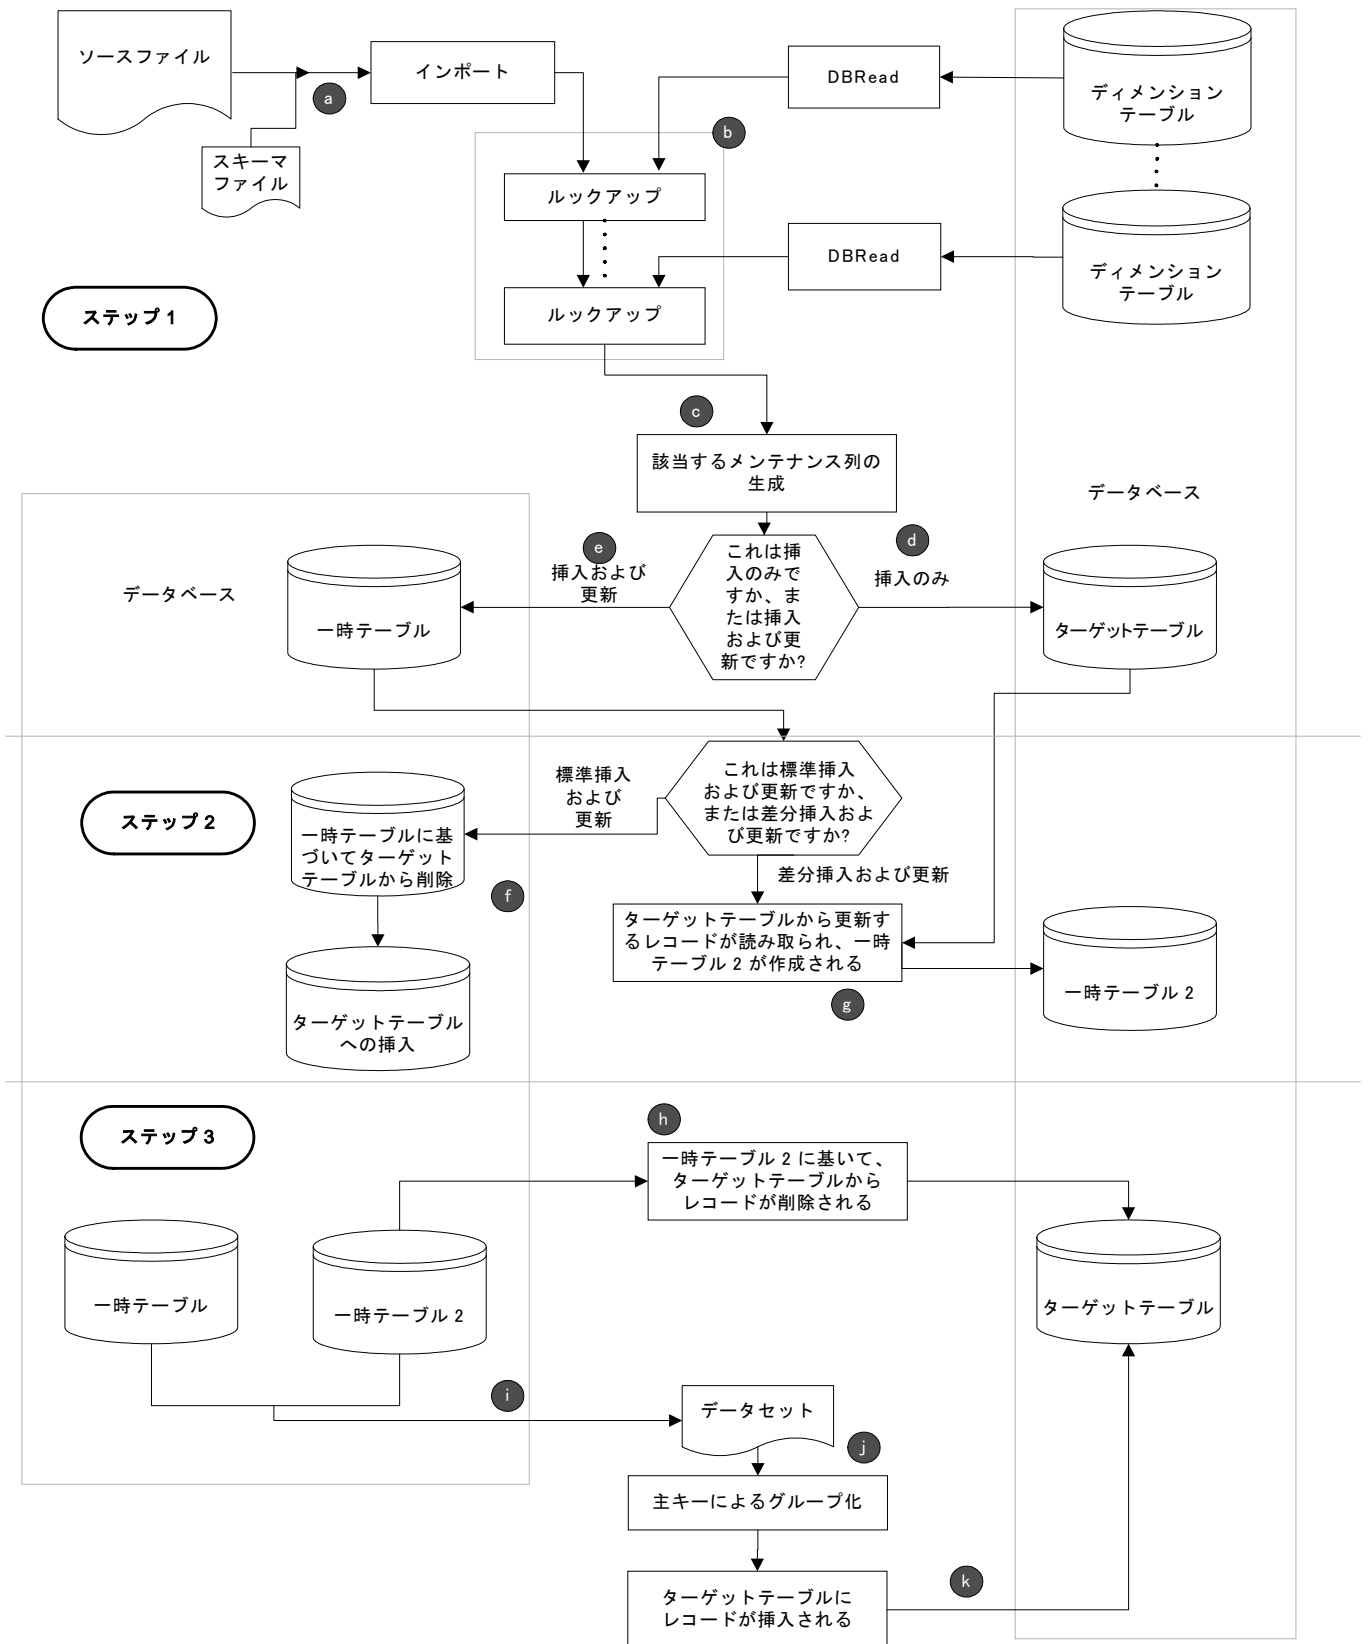 ソースファイル
a
インポート
DBRead
ディメンション
テーブル
b
スキーマ
ファイル
ルックアップ
DBRead
ディメンション
テーブル
ルックアップ
ステップ 1
c
該当するメンテナンス列の
生成
データベース
データベース
一時テーブル
e
挿入および
更新
これは挿
入のみで
すか、ま
たは挿入
および更
新ですか?
d
挿入のみ
ターゲットテーブル
ステップ 2
一時テーブルに基
づいてターゲット
テーブルから削除
標準挿入
および
更新
これは標準挿入
および更新ですか、
または差分挿入およ
び更新ですか?
差分挿入および更新
f
ターゲットテーブルから更新す
るレコードが読み取られ、一時
テーブル 2 が作成される
g
一時テーブル 2
ターゲットテーブル
への挿入
ステップ 3
h
一時テーブル 2 に基いて、
ターゲットテーブルから
レコードが削除される
一時テーブル
一時テーブル 2
ターゲットテーブル
i
データセット
j
主キーによるグループ化
ターゲットテーブルに
レコードが挿入される
k